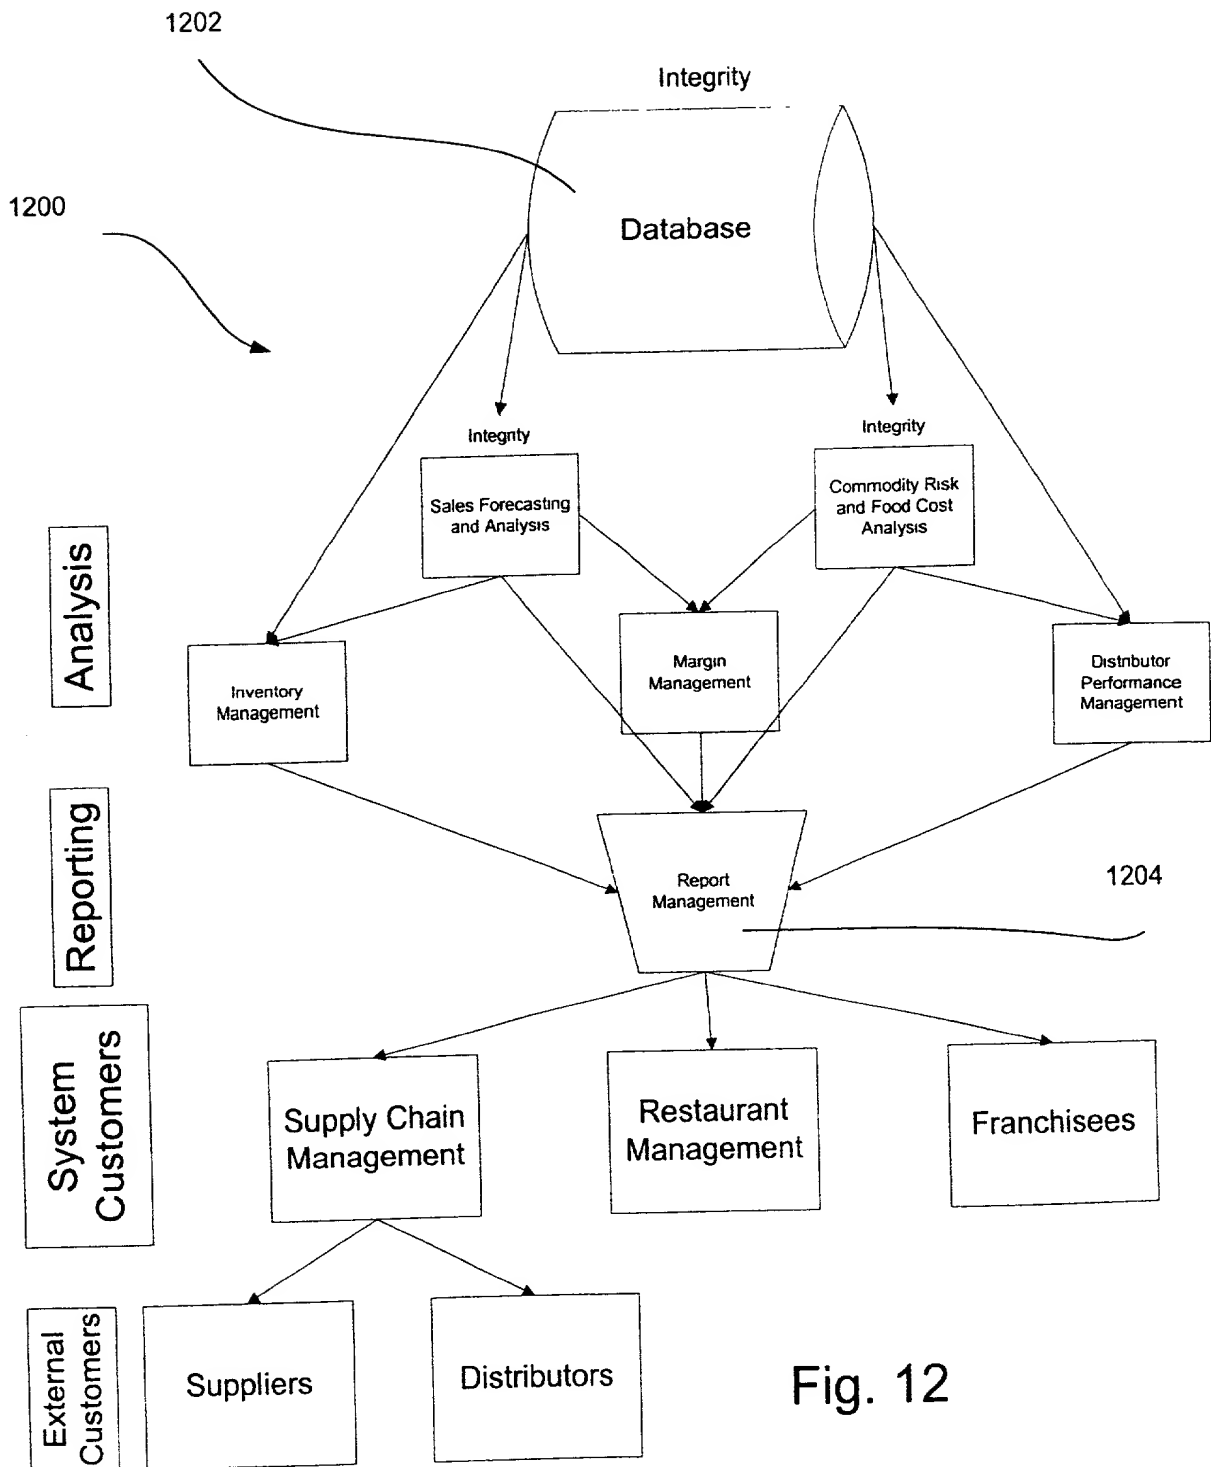 1202
Integrity
1200
Database
Integrity
Integrity
Sales Forecasting
and Analysis
Commodity Risk
and Food Cost
Analysis
Analysis
Inventory
Management
Margin
Management
Distributor
Performance
Management
Reporting
Report
Management
1204
System
Customers
Supply Chain
Management
Restaurant
Management
Franchisees
External
Customers
Suppliers
Distributors
Fig. 12